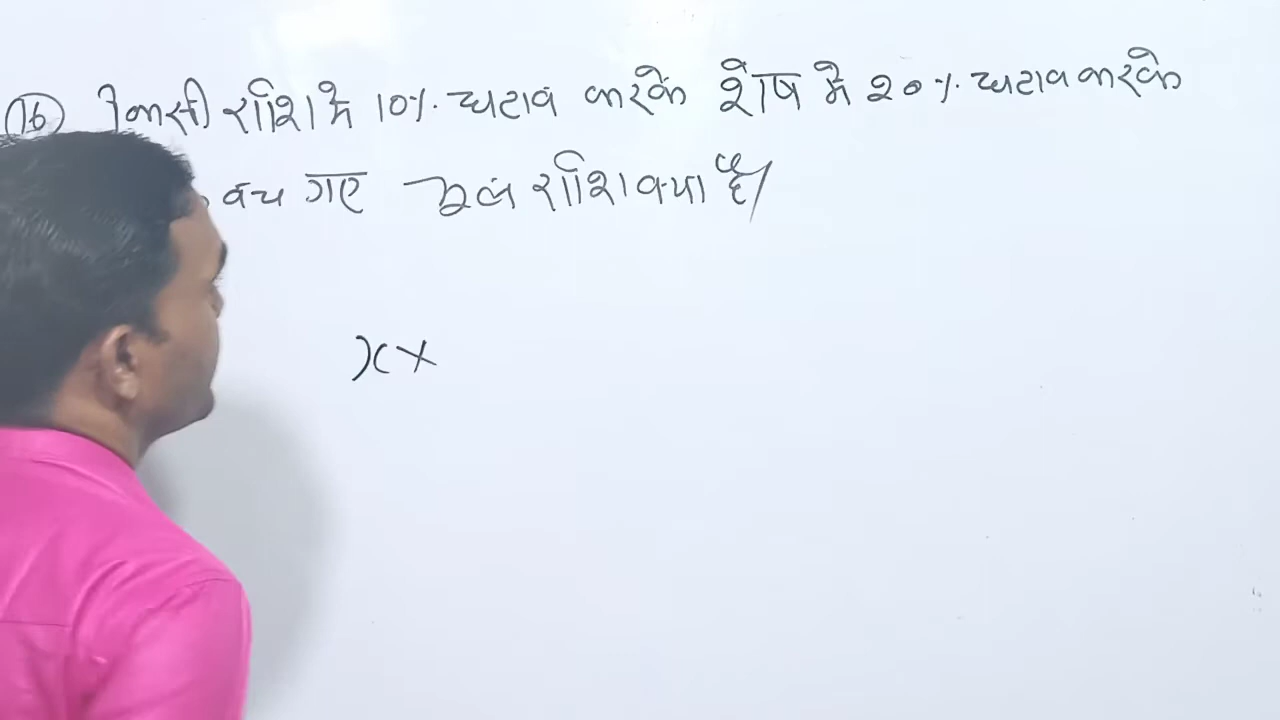 (16) किसी राशि में 10% घटाव करके शेष में 20% घटाव करके
बच गए कुल राशि क्या है/
x×